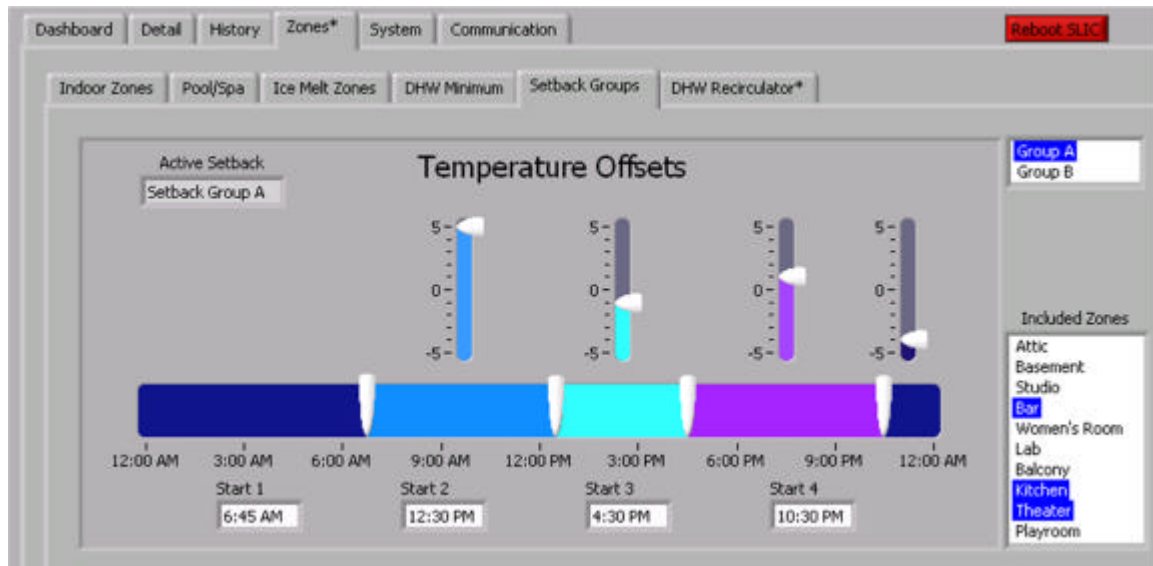 Dashboard Detail History Zones* System Communication Reboot SLIC
Indoor Zones Pool/Spa Ice Melt Zones DHW Minimum Setback Groups DHW Recirculator*
Active Setback
Setback Group A
Temperature Offsets
Group A
Group B
5 5 5 5
0 0 0 0
-5 -5 -5 -5
12:00 AM 3:00 AM 6:00 AM 9:00 AM 12:00 PM 3:00 PM 6:00 PM 9:00 PM 12:00 AM
Start 1 Start 2 Start 3 Start 4
6:45 AM 12:30 PM 4:30 PM 10:30 PM
Included Zones
Attic
Basement
Studio
Bar
Women's Room
Lab
Balcony
Kitchen
Theater
Playroom